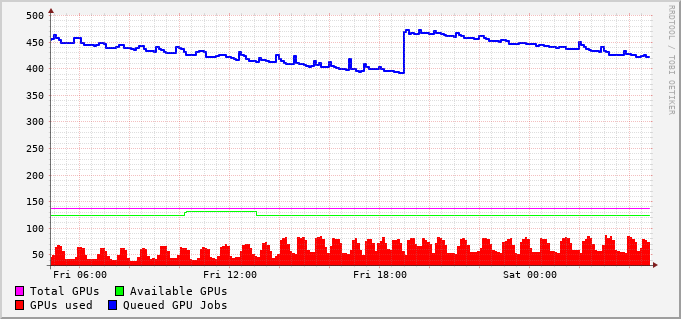 RRDTOOL / TOBI OETIKER
500
450
400
350
300
250
200
150
100
50
Fri 06:00 Fri 12:00 Fri 18:00 Sat 00:00
Total GPUs Available GPUs
GPUs used Queued GPU Jobs